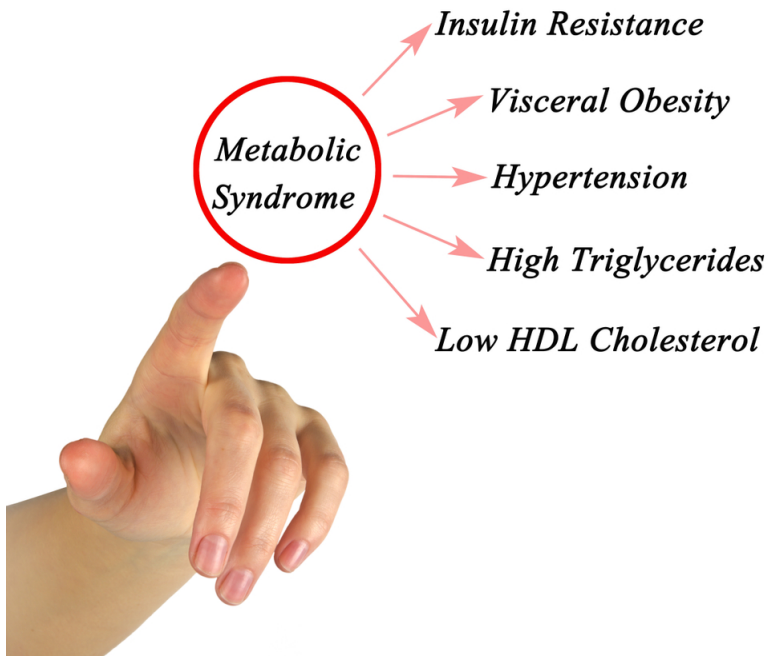 Insulin Resistance
Visceral Obesity
Metabolic
Syndrome
Hypertension
High Triglycerides
Low HDL Cholesterol